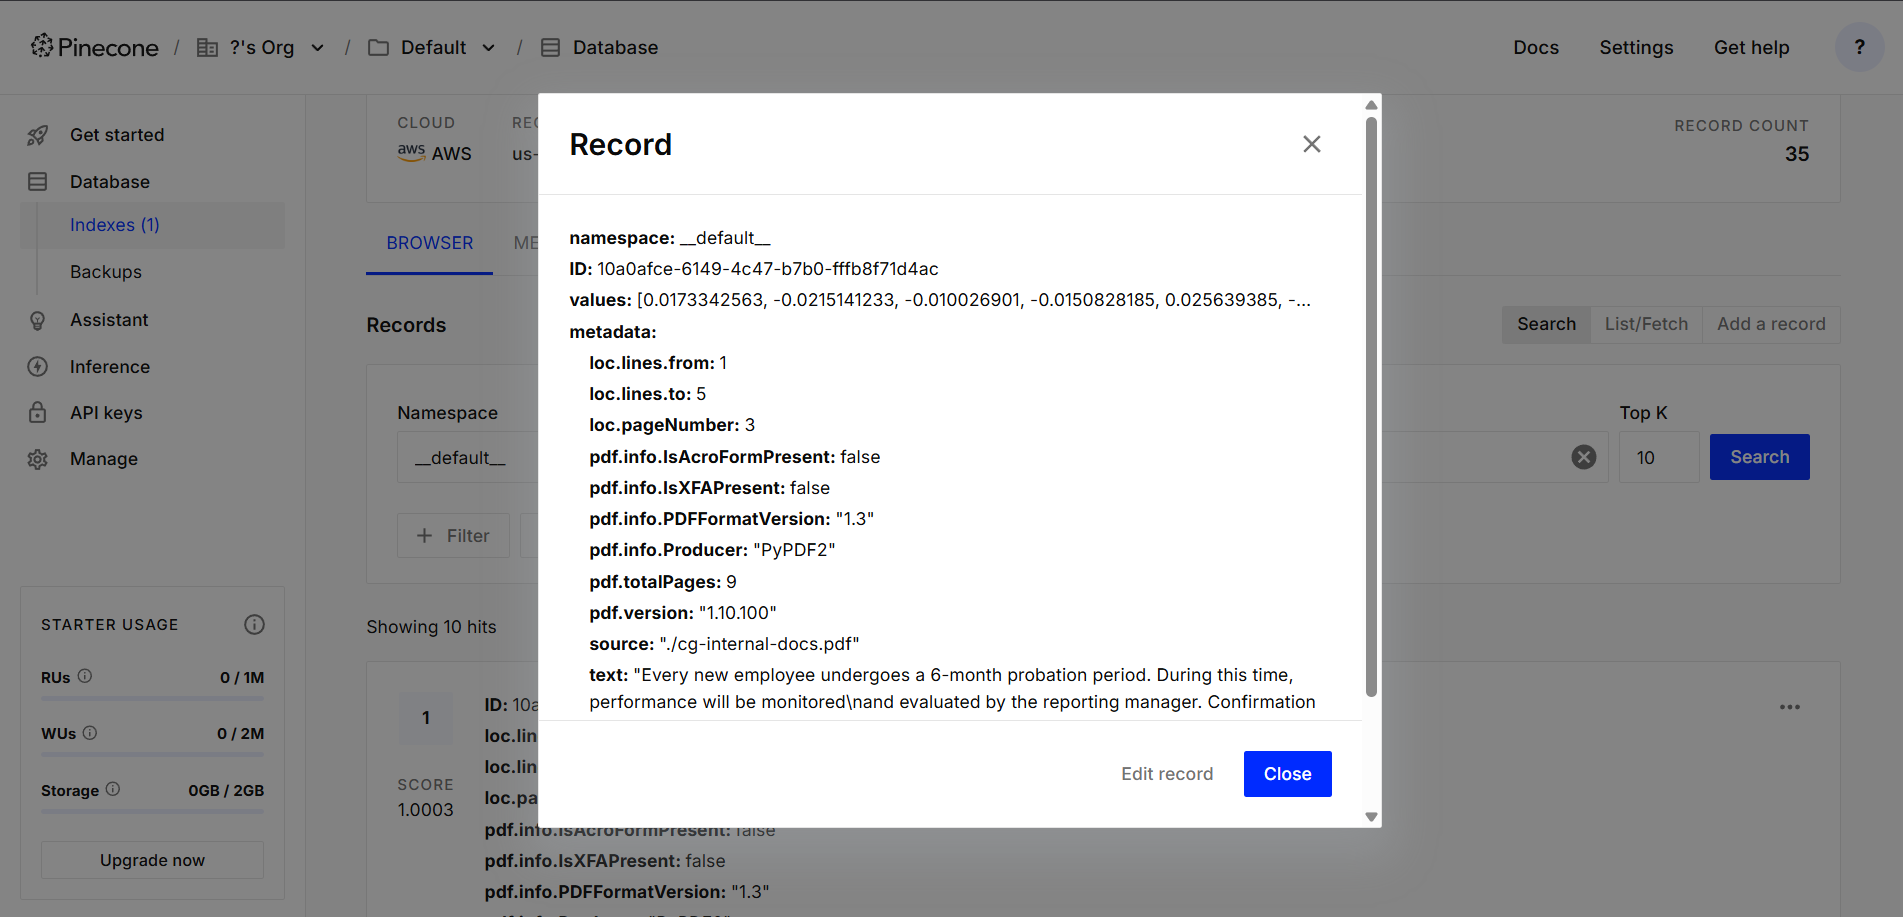 Pinecone / ?'s Org / Default / Database Docs Settings Get help ?
Get started
Database
Indexes (1)
Backups
Assistant
Inference
API keys
Manage
STARTER USAGE
RUs 0 / 1M
WUs 0 / 2M
Storage 0GB / 2GB
Upgrade now
CLOUD
aws AWS
us-
RECORD COUNT
35
BROWSER
Records
Search List/Fetch Add a record
Namespace
__default__
Top K
10
Search
+ Filter
Showing 10 hits
1
SCORE
1.0003
ID: 10a
loc.lin
loc.lin
loc.pa
pdf.info.IsAcroFormPresent: false
pdf.info.IsXFAPresent: false
pdf.info.PDFFormatVersion: "1.3"
Record
namespace: __default__
ID: 10a0afce-6149-4c47-b7b0-fffb8f71d4ac
values: [0.0173342563, -0.0215141233, -0.010026901, -0.0150828185, 0.025639385, -...
metadata:
loc.lines.from: 1
loc.lines.to: 5
loc.pageNumber: 3
pdf.info.IsAcroFormPresent: false
pdf.info.IsXFAPresent: false
pdf.info.PDFFormatVersion: "1.3"
pdf.info.Producer: "PyPDF2"
pdf.totalPages: 9
pdf.version: "1.10.100"
source: "./cg-internal-docs.pdf"
text: "Every new employee undergoes a 6-month probation period. During this time,
performance will be monitored\nand evaluated by the reporting manager. Confirmation
Edit record
Close